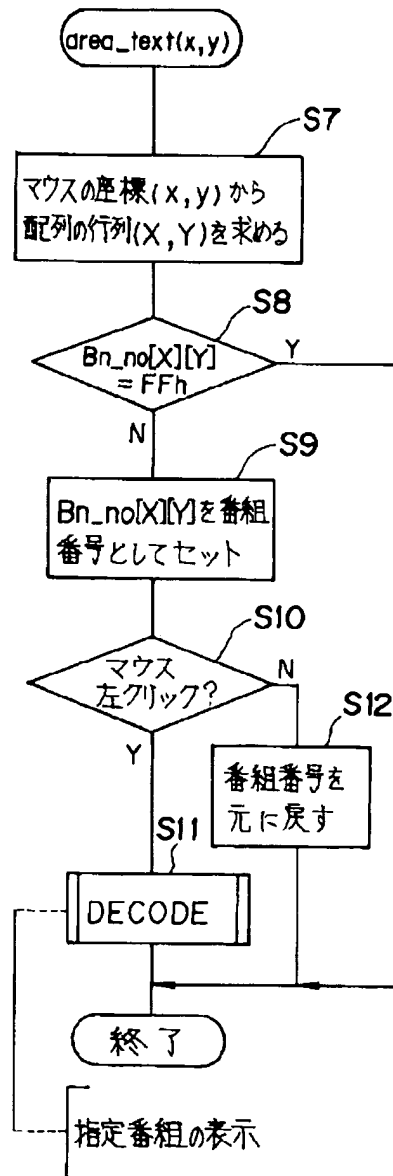 area_text(x,y)
S7
マウスの座標(x,y)から
配列の行列(X,Y)を求める
S8
Bn_no[X][Y]
=FFh
Y
N
S9
Bn_no[X][Y]を番組
番号としてセット
S10
マウス
左クリック?
N
Y
S12
番組番号を
元に戻す
S11
DECODE
終了
指定番組の表示